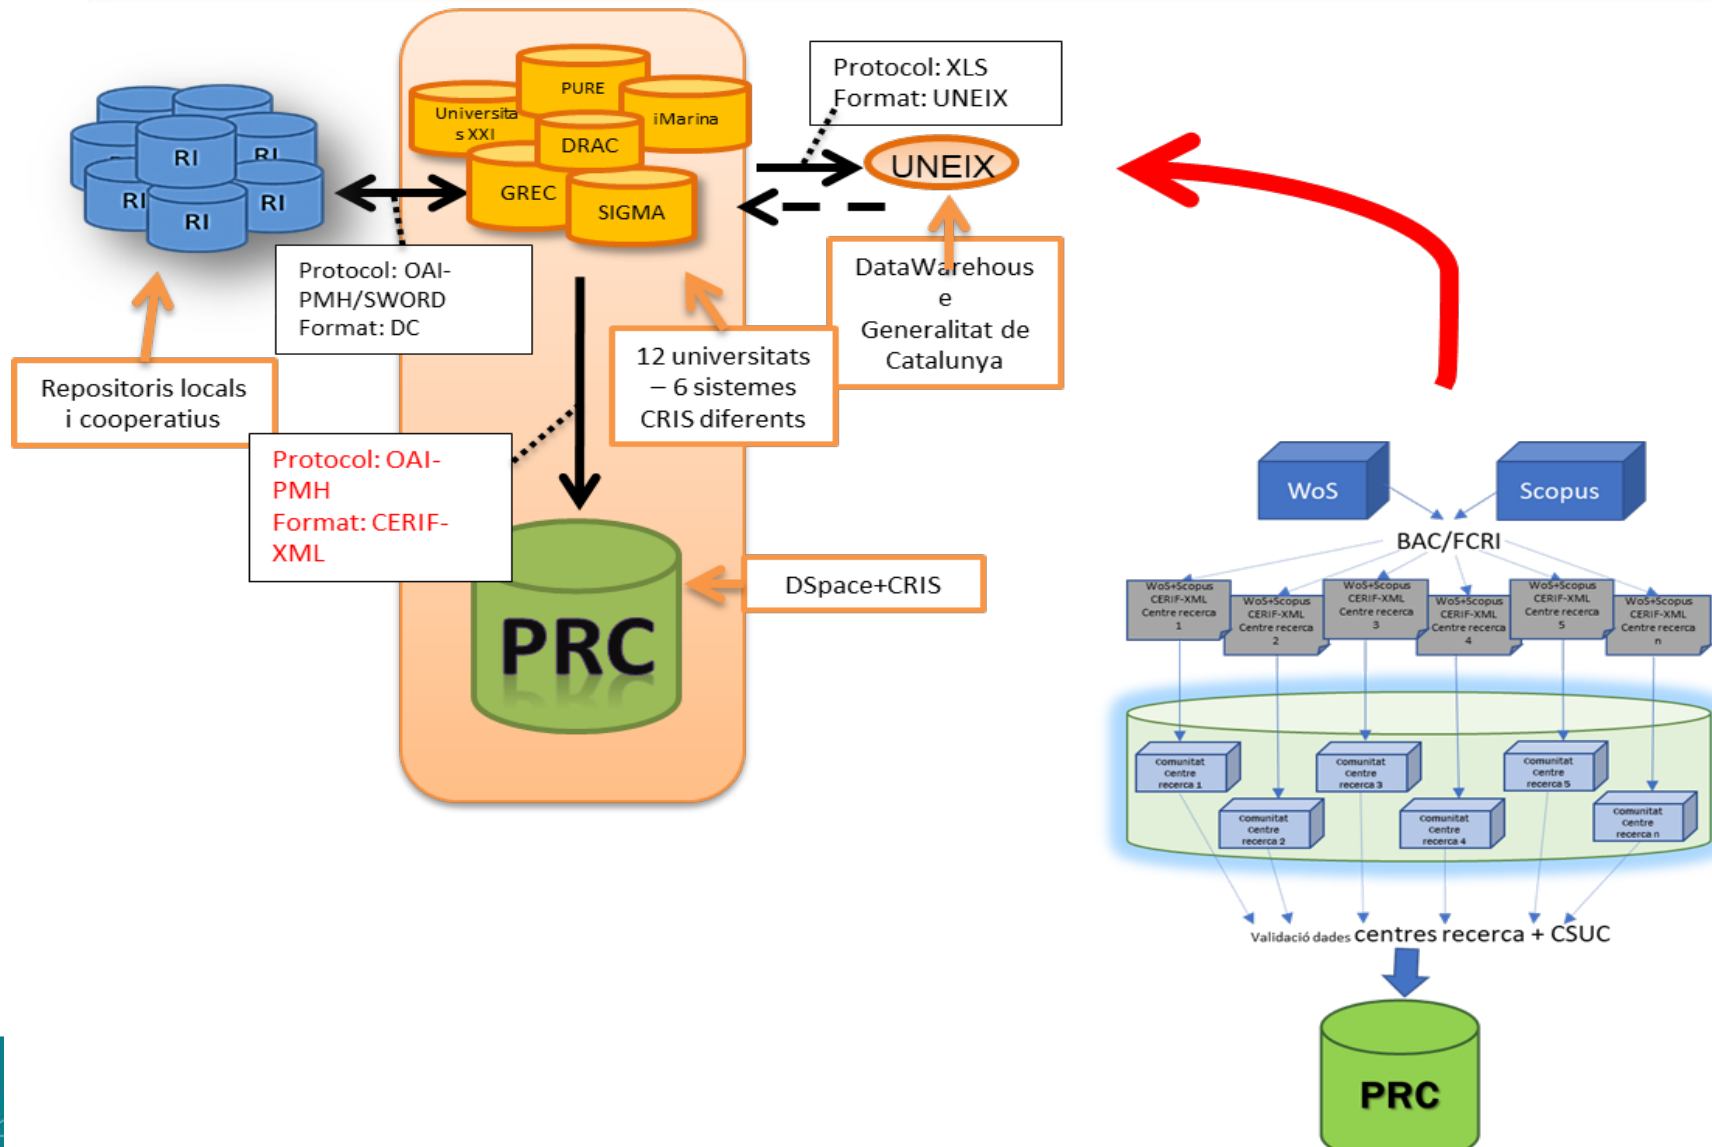 PURE
Universita
s XXI
iMarina
DRAC
GREC
SIGMA
RI
RI
RI
RI
RI
Protocol: XLS
Format: UNEIX
UNEIX
Protocol: OAI-
PMH/SWORD
Format: DC
DataWarehous
e
Generalitat de
Catalunya
12 universitats
– 6 sistemes
CRIS diferents
Repositoris locals
i cooperatius
Protocol: OAI-
PMH
Format: CERIF-
XML
DSpace+CRIS
PRC
WoS
Scopus
BAC/FCRI
WoS+Scopus
CERIF-XML
Centre recerca
1
WoS+Scopus
CERIF-XML
Centre recerca
2
WoS+Scopus
CERIF-XML
Centre recerca
3
WoS+Scopus
CERIF-XML
Centre recerca
4
WoS+Scopus
CERIF-XML
Centre recerca
5
WoS+Scopus
CERIF-XML
Centre recerca
n
Comunitat
Centre
recerca 1
Comunitat
Centre
recerca 2
Comunitat
Centre
recerca 3
Comunitat
Centre
recerca 4
Comunitat
Centre
recerca 5
Comunitat
Centre
recerca n
Validació dades centres recerca + CSUC
PRC